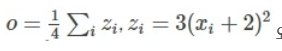 o = \frac{1}{4} \sum_i z_i, z_i = 3(x_i + 2)^2